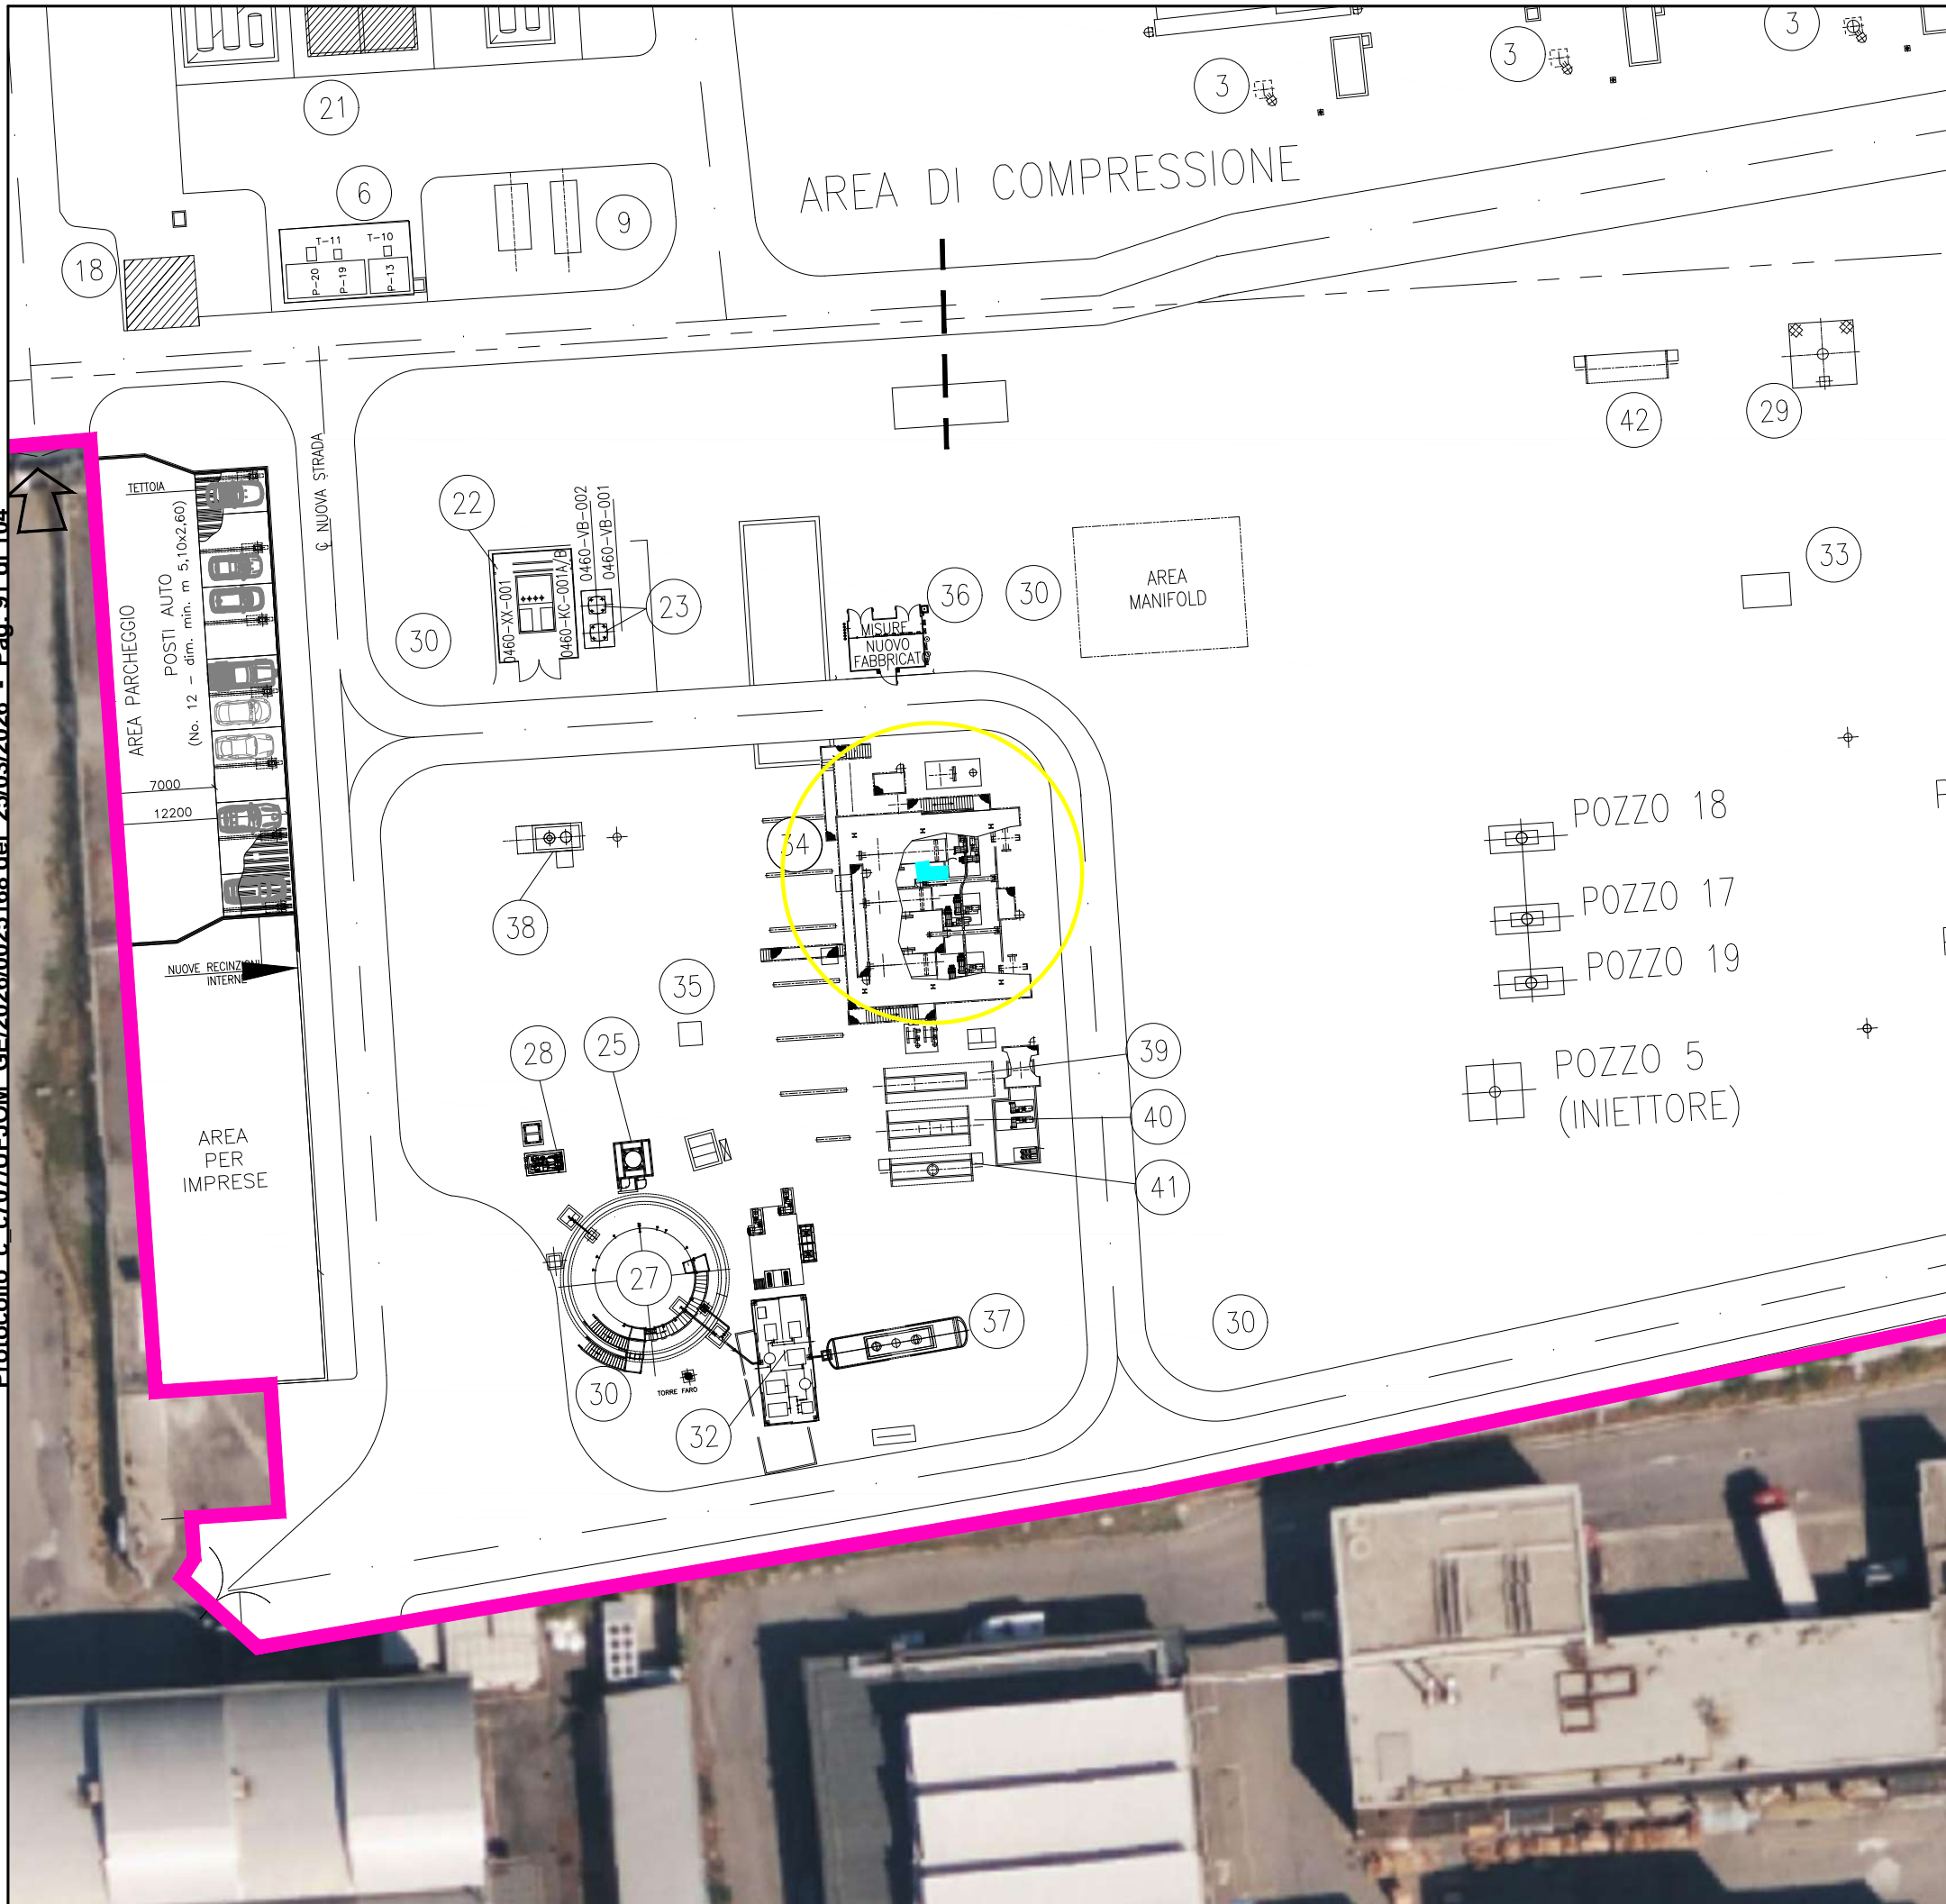 3
3
3
21
AREA DI COMPRESSIONE
6
9
T-11
T-10
18
P-20
P-19
P-13
42
29
℄ NUOVA STRADA
TETTOIA
AREA PARCHEGGIO
POSTI AUTO
(No. 12 - dim. min. m 5,10x2,60)
7000
12200
22
0460-XX-001
0460-KC-001A/B
0460-VB-002
0460-VB-001
23
30
36
30
MISURE
NUOVO
FABBRICATO
AREA
MANIFOLD
33
34
38
POZZO 18
POZZO 17
POZZO 19
POZZO 5
(INIETTORE)
NUOVE RECINZIONI
INTERNE
35
28
25
39
40
41
AREA
PER
IMPRESE
27
37
30
30
TORRE FARO
32